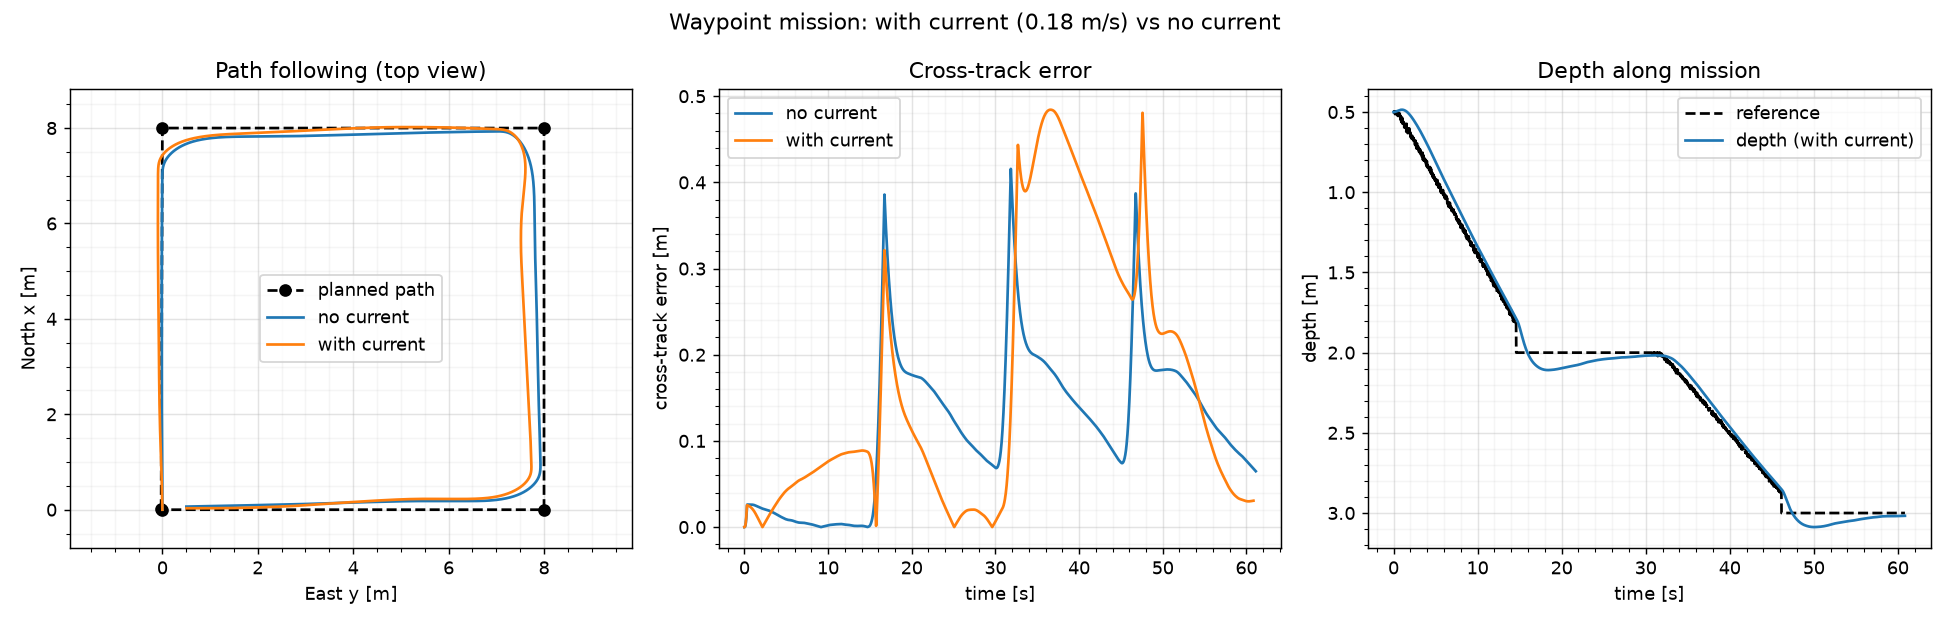 Waypoint mission: with current (0.18 m/s) vs no current
Path following (top view)
North x [m]
8
6
4
2
0
planned path
no current
with current
0
2
4
6
8
East y [m]
Cross-track error
cross-track error [m]
0.5
0.4
0.3
0.2
0.1
0.0
no current
with current
0
10
20
30
40
50
60
time [s]
Depth along mission
depth [m]
0.5
1.0
1.5
2.0
2.5
3.0
reference
depth (with current)
0
10
20
30
40
50
60
time [s]